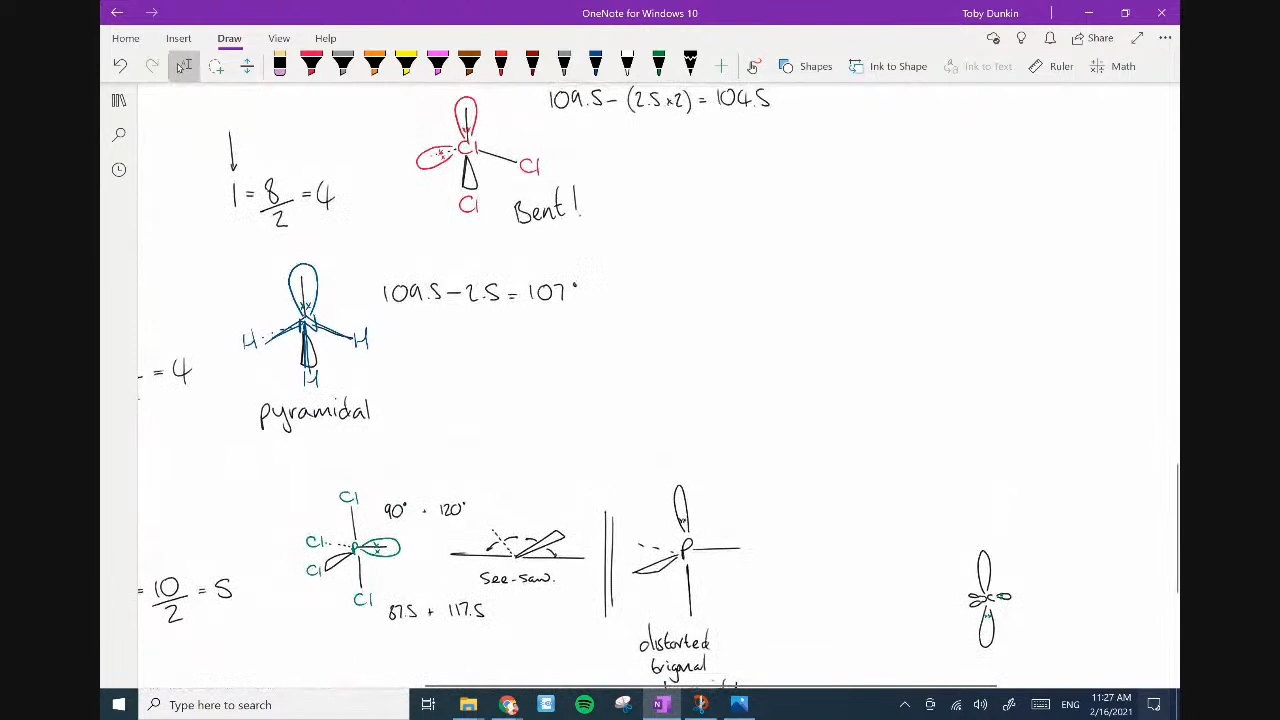 OneNote for Windows 10
Toby Dunkin
Home Insert Draw View Help
Share
Shapes Ink to Shape Ink to Text Ruler Math
109.5 - (2.5 x 2) = 104.5
Cl
Cl
Cl
Bent!
1 = 8/2 = 4
109.5 - 2.5 = 107°
H H
H
= 4
pyramidal
Cl
90° . 120°
Cl
P
P
Cl
see-saw.
Cl
87.5 + 117.5
= 10/2 = 5
distorted
trigonal
Type here to search
ENG
11:27 AM
2/16/2021